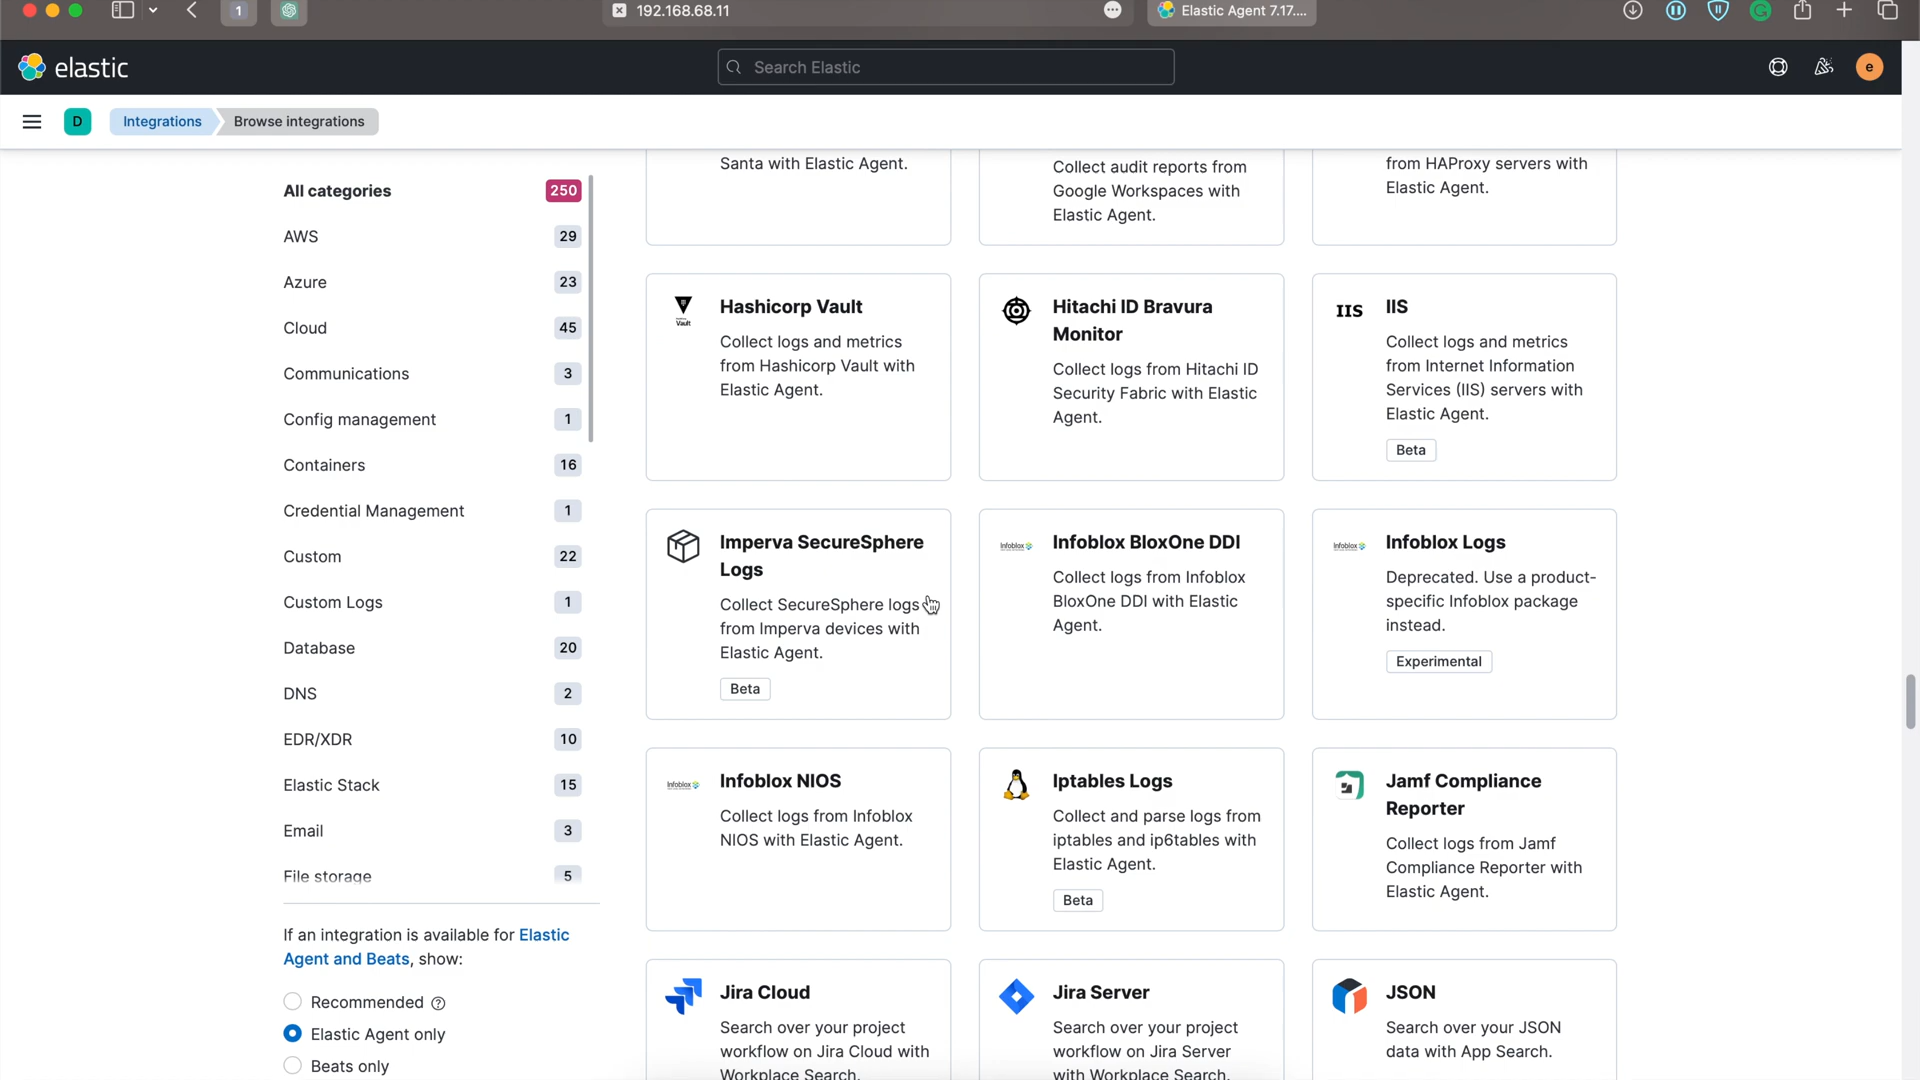 1
192.168.68.11
Elastic Agent 7.17....
elastic
Search Elastic
e
D
Integrations
Browse integrations
All categories 250
AWS 29
Azure 23
Cloud 45
Communications 3
Config management 1
Containers 16
Credential Management 1
Custom 22
Custom Logs 1
Database 20
DNS 2
EDR/XDR 10
Elastic Stack 15
Email 3
File storage 5
If an integration is available for Elastic
Agent and Beats, show:
Recommended
Elastic Agent only
Beats only
Santa with Elastic Agent.
Collect audit reports from
Google Workspaces with
Elastic Agent.
from HAProxy servers with
Elastic Agent.
Vault
Hashicorp Vault
Collect logs and metrics
from Hashicorp Vault with
Elastic Agent.
Hitachi ID Bravura
Monitor
Collect logs from Hitachi ID
Security Fabric with Elastic
Agent.
IIS
IIS
Collect logs and metrics
from Internet Information
Services (IIS) servers with
Elastic Agent.
Beta
Imperva SecureSphere
Logs
Collect SecureSphere logs
from Imperva devices with
Elastic Agent.
Beta
Infoblox
Infoblox BloxOne DDI
Collect logs from Infoblox
BloxOne DDI with Elastic
Agent.
Infoblox
Infoblox Logs
Deprecated. Use a product-
specific Infoblox package
instead.
Experimental
Infoblox
Infoblox NIOS
Collect logs from Infoblox
NIOS with Elastic Agent.
Iptables Logs
Collect and parse logs from
iptables and ip6tables with
Elastic Agent.
Beta
Jamf Compliance
Reporter
Collect logs from Jamf
Compliance Reporter with
Elastic Agent.
Jira Cloud
Search over your project
workflow on Jira Cloud with
Workplace Search.
Jira Server
Search over your project
workflow on Jira Server
with Workplace Search.
JSON
Search over your JSON
data with App Search.